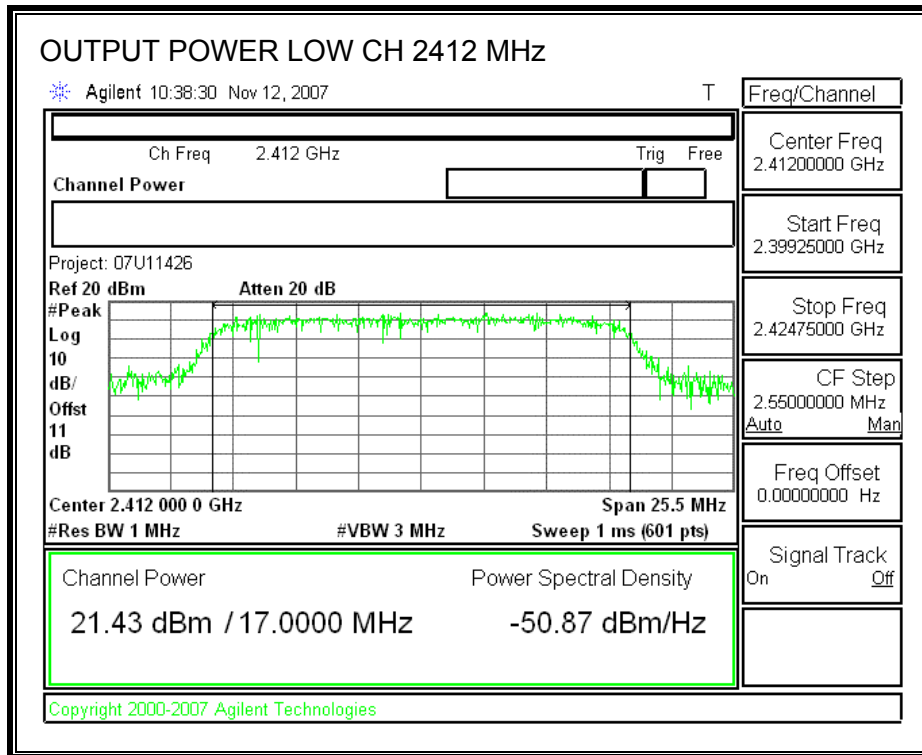 OUTPUT POWER LOW CH 2412 MHz
Agilent 10:38:30 Nov 12, 2007 T
Freq/Channel
Ch Freq 2.412 GHz Trig Free
Channel Power
Center Freq
2.41200000 GHz
Start Freq
2.39925000 GHz
Stop Freq
2.42475000 GHz
CF Step
2.55000000 MHz
Auto Man
Freq Offset
0.00000000 Hz
Signal Track
On Off
Project: 07U11426
Ref 20 dBm Atten 20 dB
#Peak
Log
10
dB/
Offst
11
dB
Center 2.412 000 0 GHz Span 25.5 MHz
#Res BW 1 MHz #VBW 3 MHz Sweep 1 ms (601 pts)
Channel Power Power Spectral Density
21.43 dBm / 17.0000 MHz -50.87 dBm/Hz
Copyright 2000-2007 Agilent Technologies